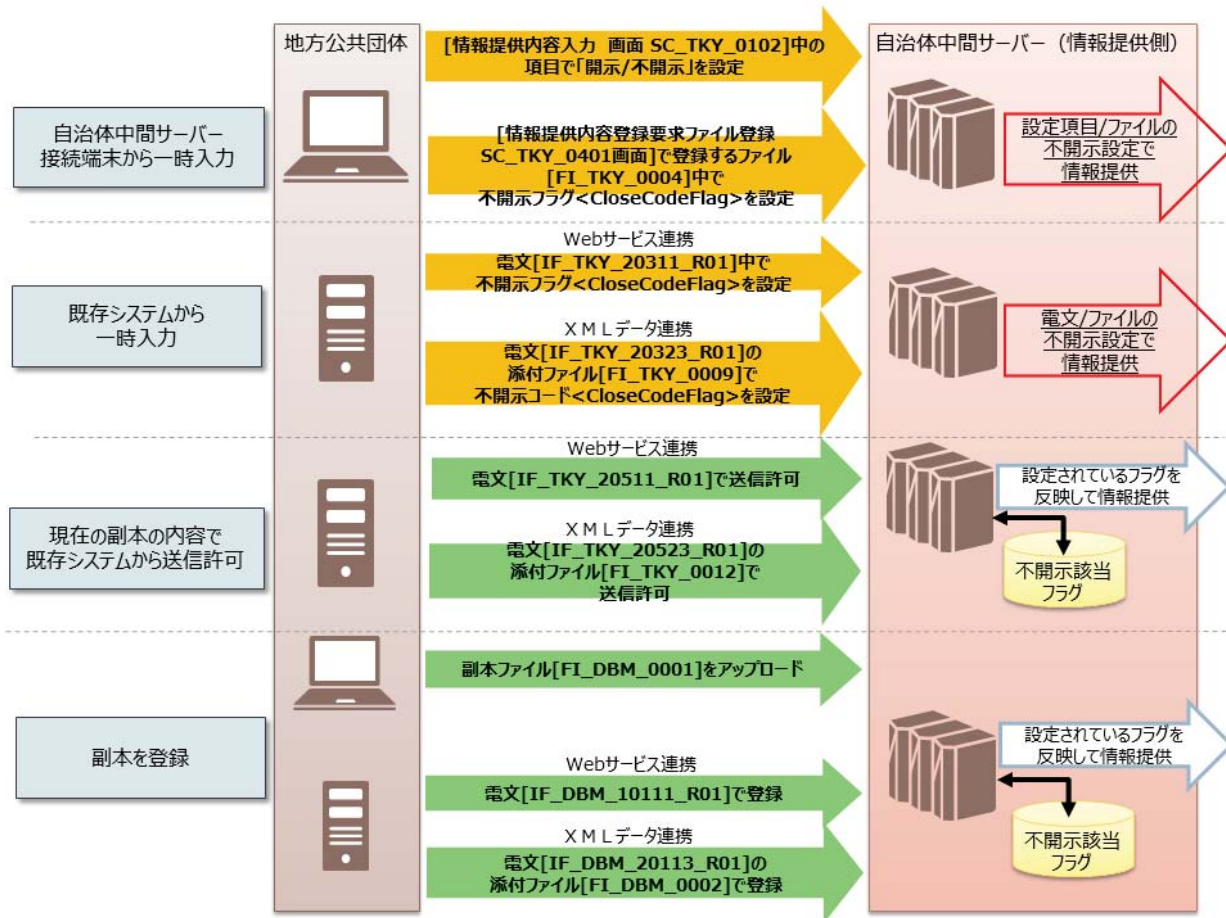 地方公共団体
自治体中間サーバー（情報提供側）
自治体中間サーバー
接続端末から一時入力
[情報提供内容入力 画面 SC_TKY_0102]中の
項目で「開示/不開示」を設定
[情報提供内容登録要求ファイル登録
SC_TKY_0401画面]で登録するファイル
[FI_TKY_0004]中で
不開示フラグ<CloseCodeFlag>を設定
設定項目/ファイルの
不開示設定で
情報提供
既存システムから
一時入力
Webサービス連携
電文[IF_TKY_20311_R01]中で
不開示フラグ<CloseCodeFlag>を設定
ＸＭＬデータ連携
電文[IF_TKY_20323_R01]の
添付ファイル[FI_TKY_0009]で
不開示コード<CloseCodeFlag>を設定
電文/ファイルの
不開示設定で
情報提供
現在の副本の内容で
既存システムから送信許可
Webサービス連携
電文[IF_TKY_20511_R01]で送信許可
ＸＭＬデータ連携
電文[IF_TKY_20523_R01]の
添付ファイル[FI_TKY_0012]で
送信許可
設定されているフラグを
反映して情報提供
不開示該当
フラグ
副本を登録
副本ファイル[FI_DBM_0001]をアップロード
Webサービス連携
電文[IF_DBM_10111_R01]で登録
ＸＭＬデータ連携
電文[IF_DBM_20113_R01]の
添付ファイル[FI_DBM_0002]で登録
設定されているフラグを
反映して情報提供
不開示該当
フラグ